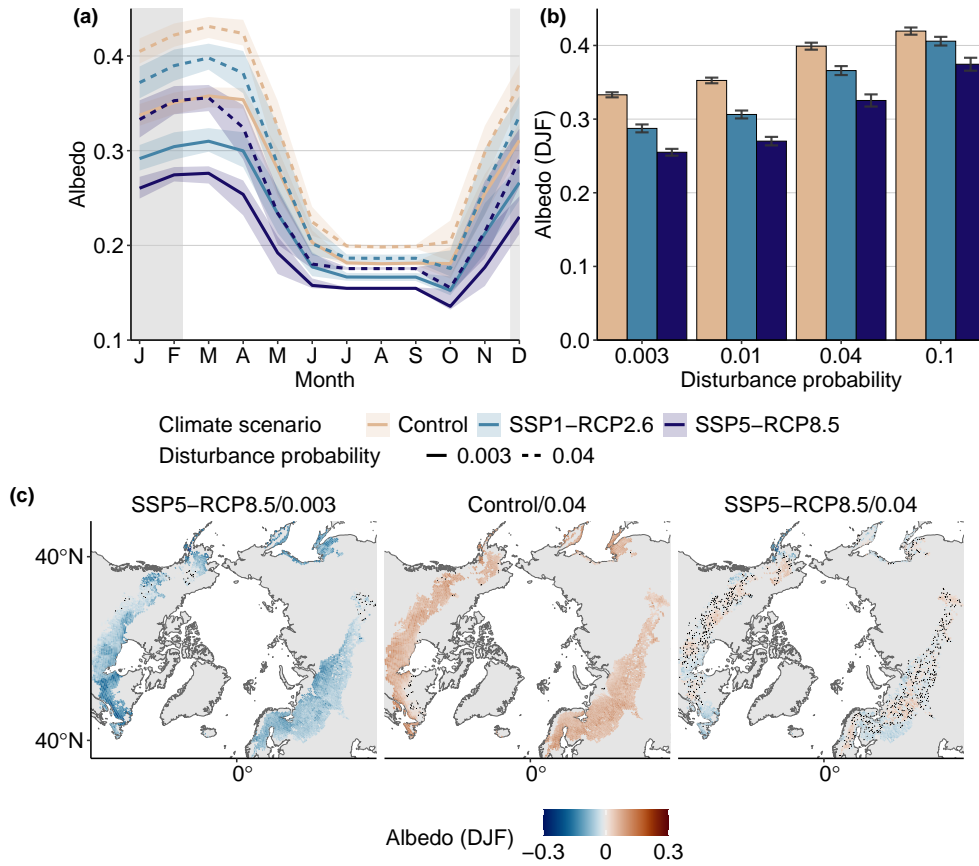 (a)
Albedo
0.4
0.3
0.2
0.1
J F M A M J J A S O N D
Month
(b)
Albedo (DJF)
0.4
0.3
0.2
0.1
0.0
0.003 0.01 0.04 0.1
Disturbance probability
Climate scenario Control SSP1−RCP2.6 SSP5−RCP8.5
Disturbance probability 0.003 0.04
(c)
SSP5−RCP8.5/0.003 Control/0.04 SSP5−RCP8.5/0.04
40°N
40°N
0° 0° 0°
Albedo (DJF)
−0.3 0 0.3